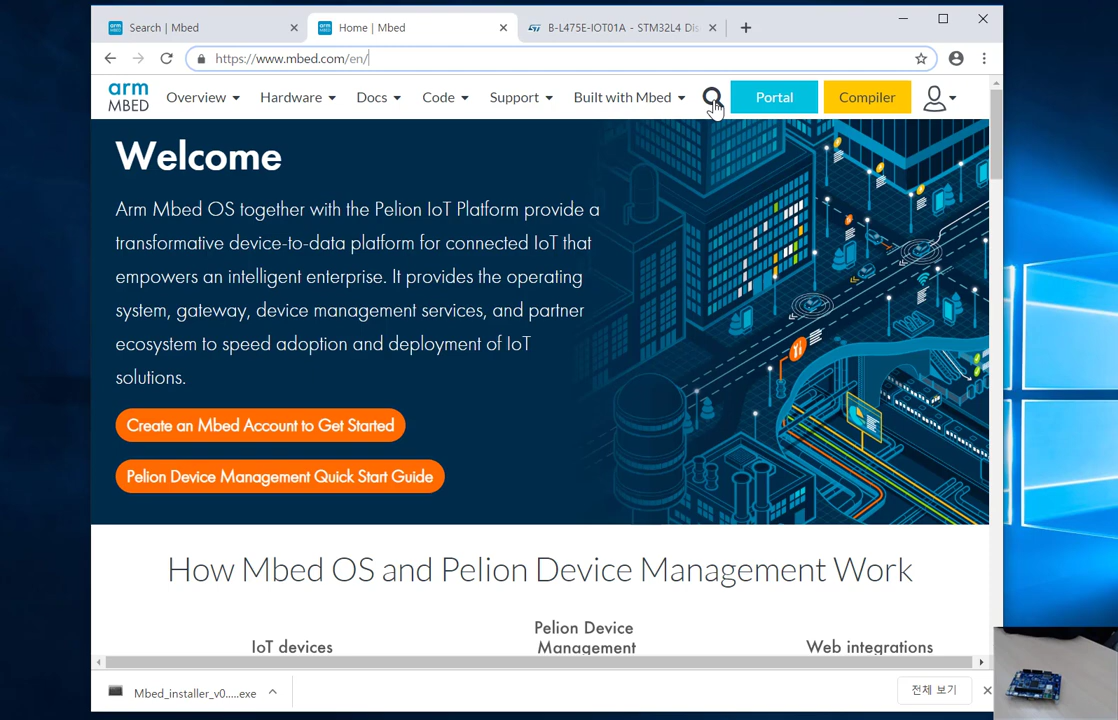 Search | Mbed
Home | Mbed
B-L475E-IOT01A - STM32L4 Dis
https://www.mbed.com/en/
arm
MBED
Overview
Hardware
Docs
Code
Support
Built with Mbed
Portal
Compiler
Welcome
Arm Mbed OS together with the Pelion IoT Platform provide a
transformative device-to-data platform for connected IoT that
empowers an intelligent enterprise. It provides the operating
system, gateway, device management services, and partner
ecosystem to speed adoption and deployment of IoT
solutions.
Create an Mbed Account to Get Started
Pelion Device Management Quick Start Guide
How Mbed OS and Pelion Device Management Work
IoT devices
Pelion Device
Management
Web integrations
Mbed_installer_v0.....exe
전체 보기